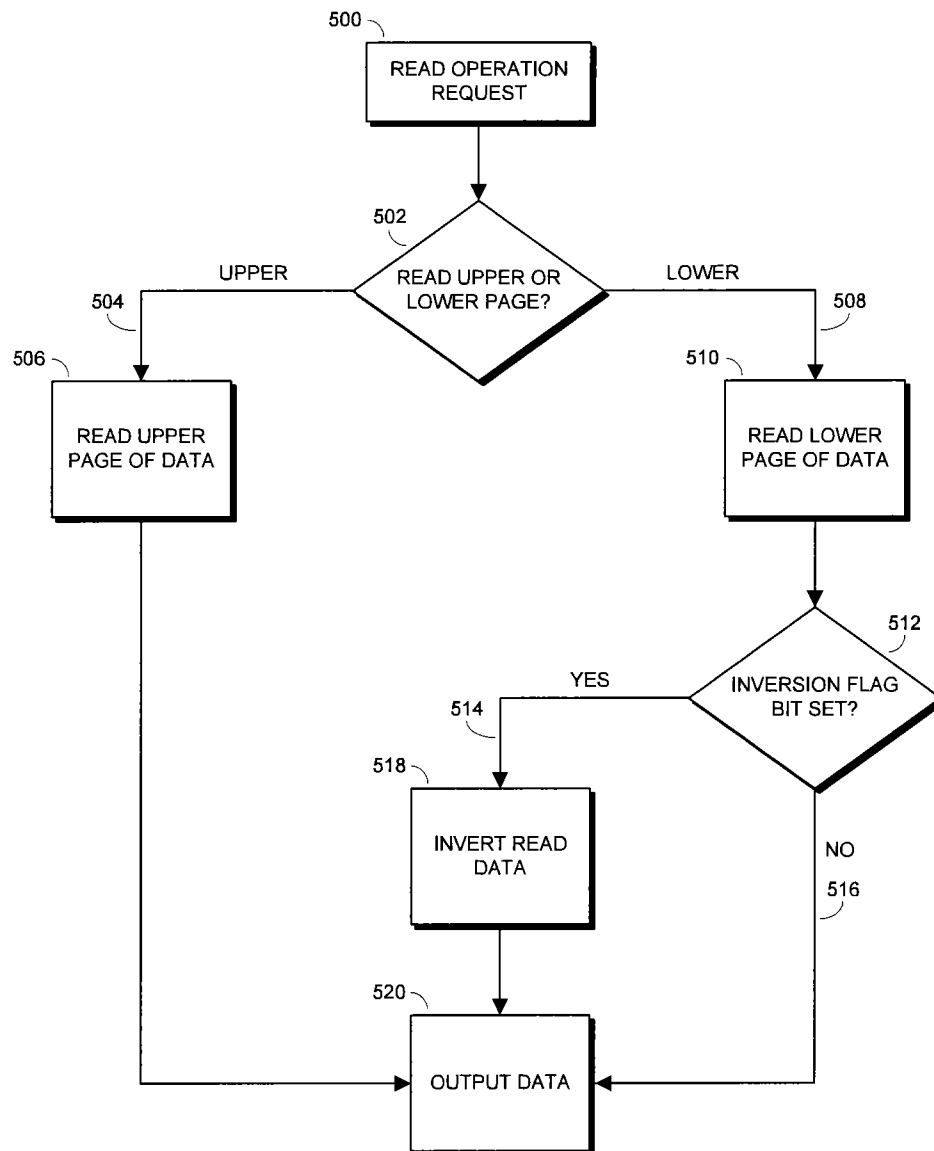 500
READ OPERATION
REQUEST
502
READ UPPER OR
LOWER PAGE?
UPPER
LOWER
504
508
506
READ UPPER
PAGE OF DATA
510
READ LOWER
PAGE OF DATA
512
INVERSION FLAG
BIT SET?
YES
514
518
INVERT READ
DATA
NO
516
520
OUTPUT DATA